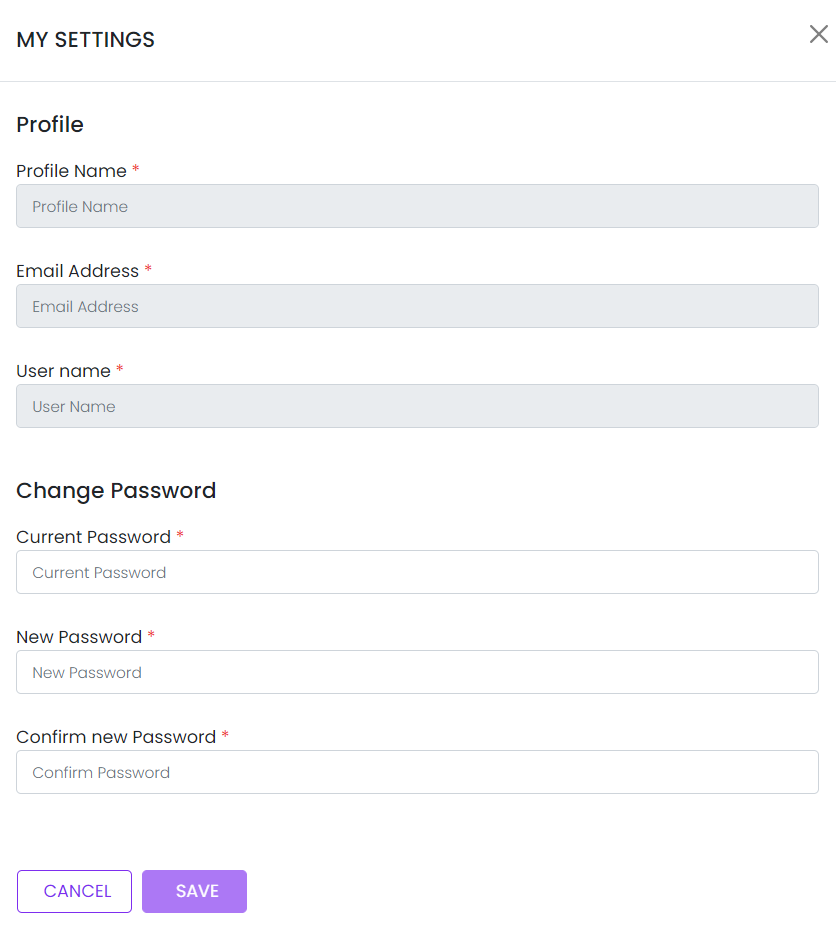 MY SETTINGS
Profile
Profile Name *
Profile Name
Email Address *
Email Address
User name *
User Name
Change Password
Current Password *
Current Password
New Password *
New Password
Confirm new Password *
Confirm Password
CANCEL SAVE